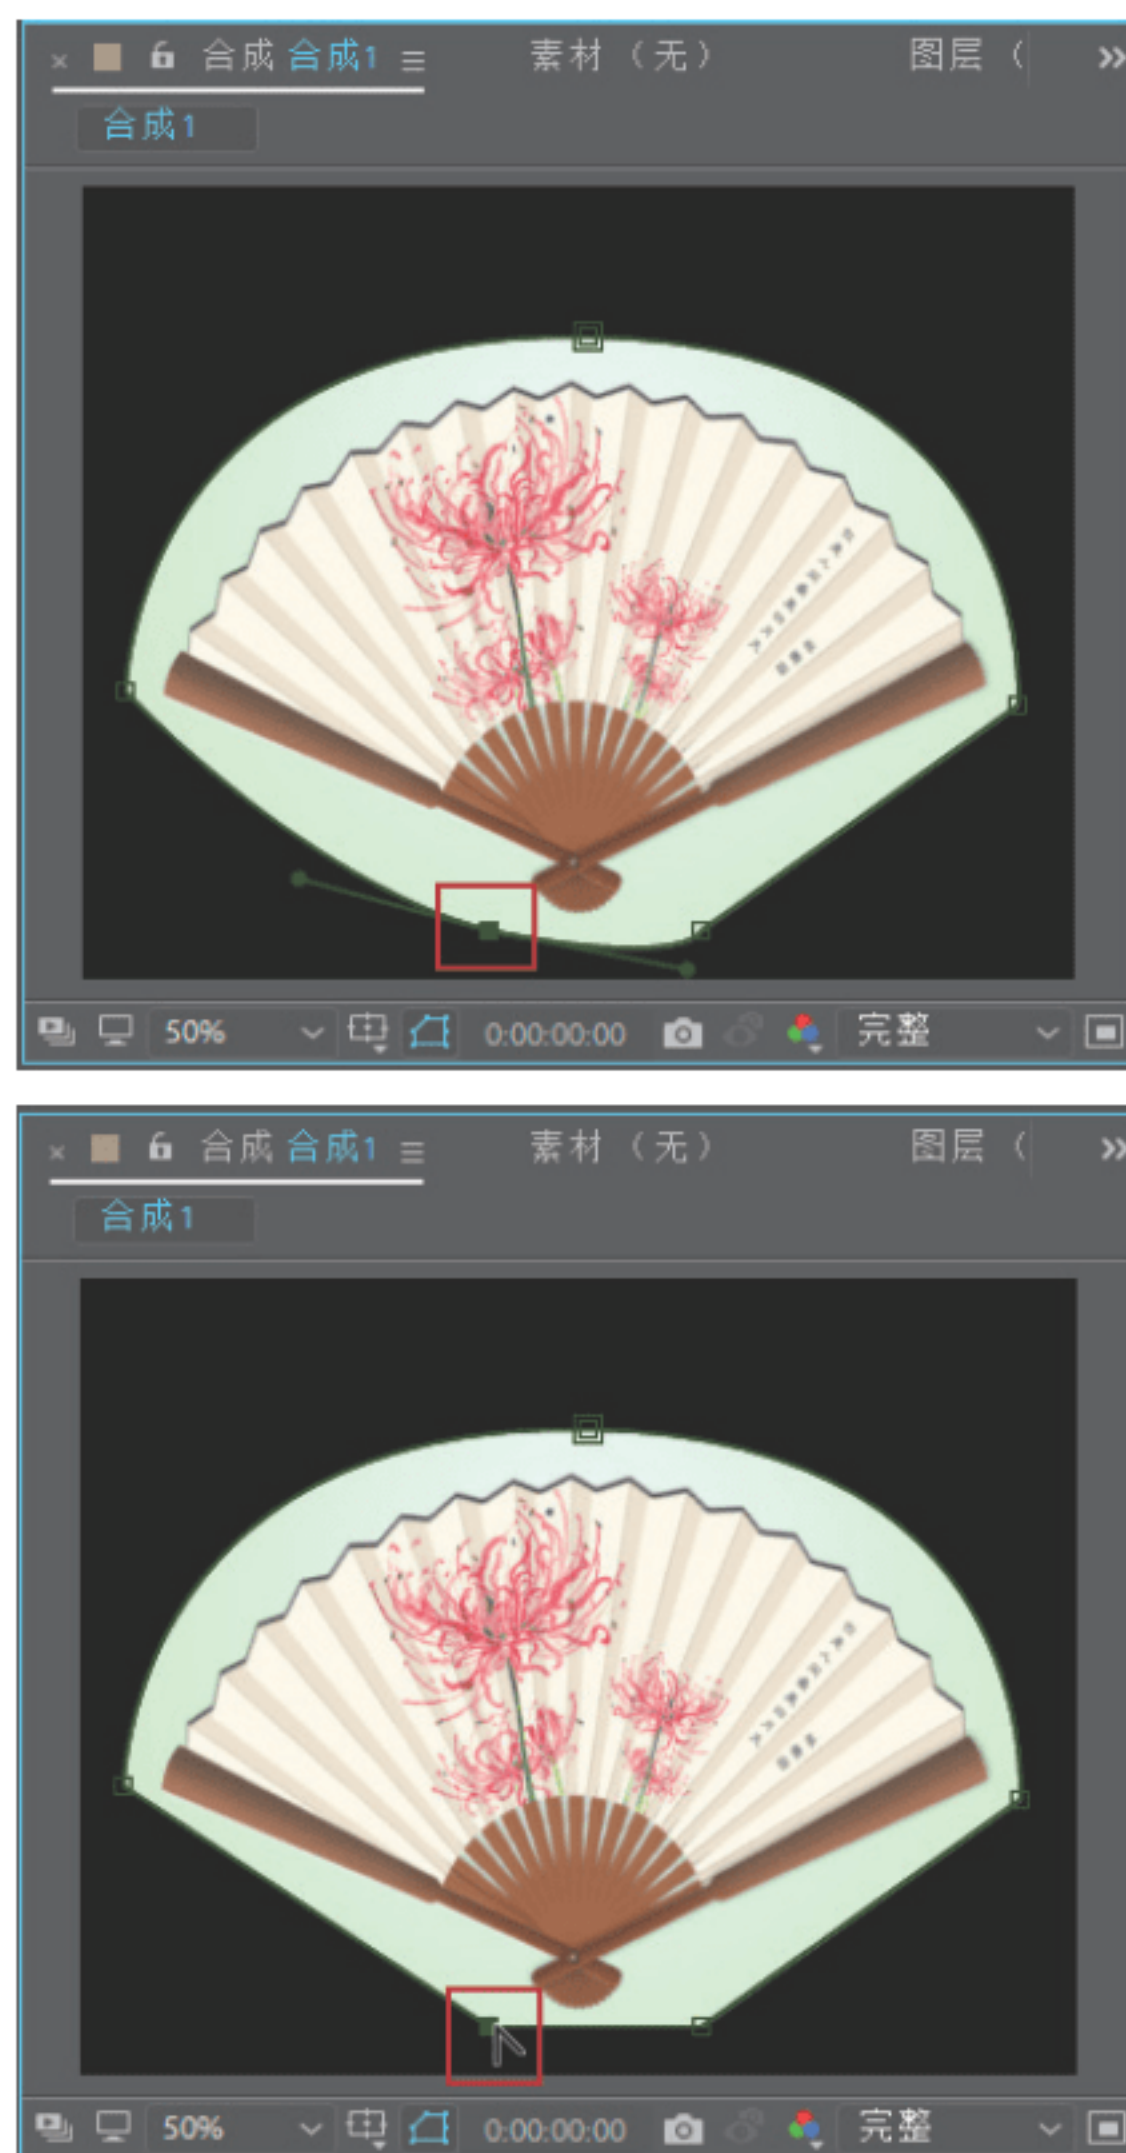 × 合成 合成1 ≡ 素材 （无） 图层 （ »
合成1
50% 0:00:00:00 完整
× 合成 合成1 ≡ 素材 （无） 图层 （ »
合成1
50% 0:00:00:00 完整